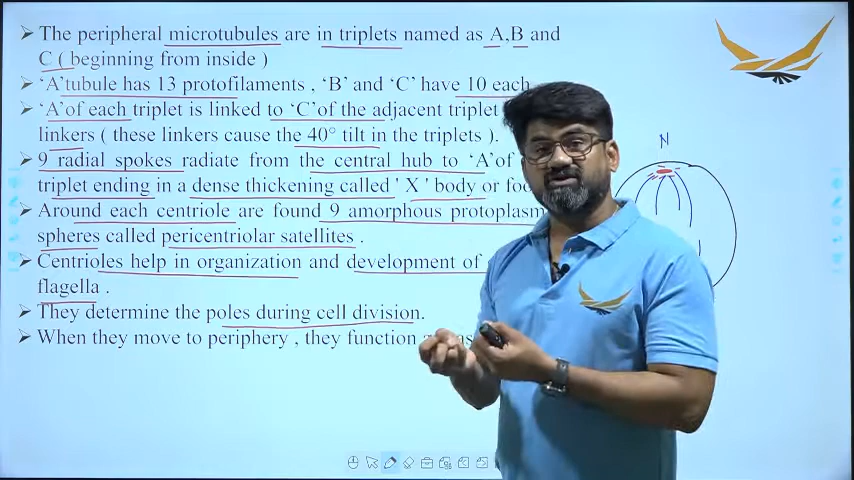 ➢ The peripheral microtubules are in triplets named as A,B and
C ( beginning from inside )
➢ 'A'tubule has 13 protofilaments , 'B' and 'C' have 10 each
➢ 'A'of each triplet is linked to 'C'of the adjacent triplet
linkers ( these linkers cause the 40° tilt in the triplets ).
➢ 9 radial spokes radiate from the central hub to 'A'of
triplet ending in a dense thickening called ' X ' body or
➢ Around each centriole are found 9 amorphous protoplasm
spheres called pericentriolar satellites .
➢ Centrioles help in organization and development of
flagella .
➢ They determine the poles during cell division.
➢ When they move to periphery , they function
N